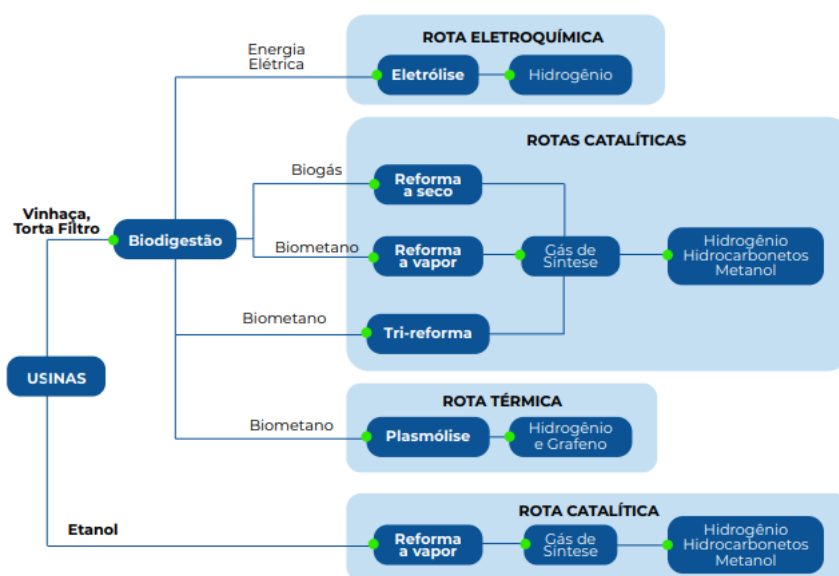 ROTA ELETROQUÍMICA
Energia
Elétrica
Eletrólise
Hidrogênio
ROTAS CATALÍTICAS
Biogás
Reforma
a seco
Vinhaça,
Torta Filtro
Biodigestão
Biometano
Reforma
a vapor
Gás de
Síntese
Hidrogênio
Hidrocarbonetos
Metanol
Biometano
Tri-reforma
USINAS
ROTA TÉRMICA
Biometano
Plasmólise
Hidrogênio
e Grafeno
ROTA CATALÍTICA
Etanol
Reforma
a vapor
Gás de
Síntese
Hidrogênio
Hidrocarbonetos
Metanol